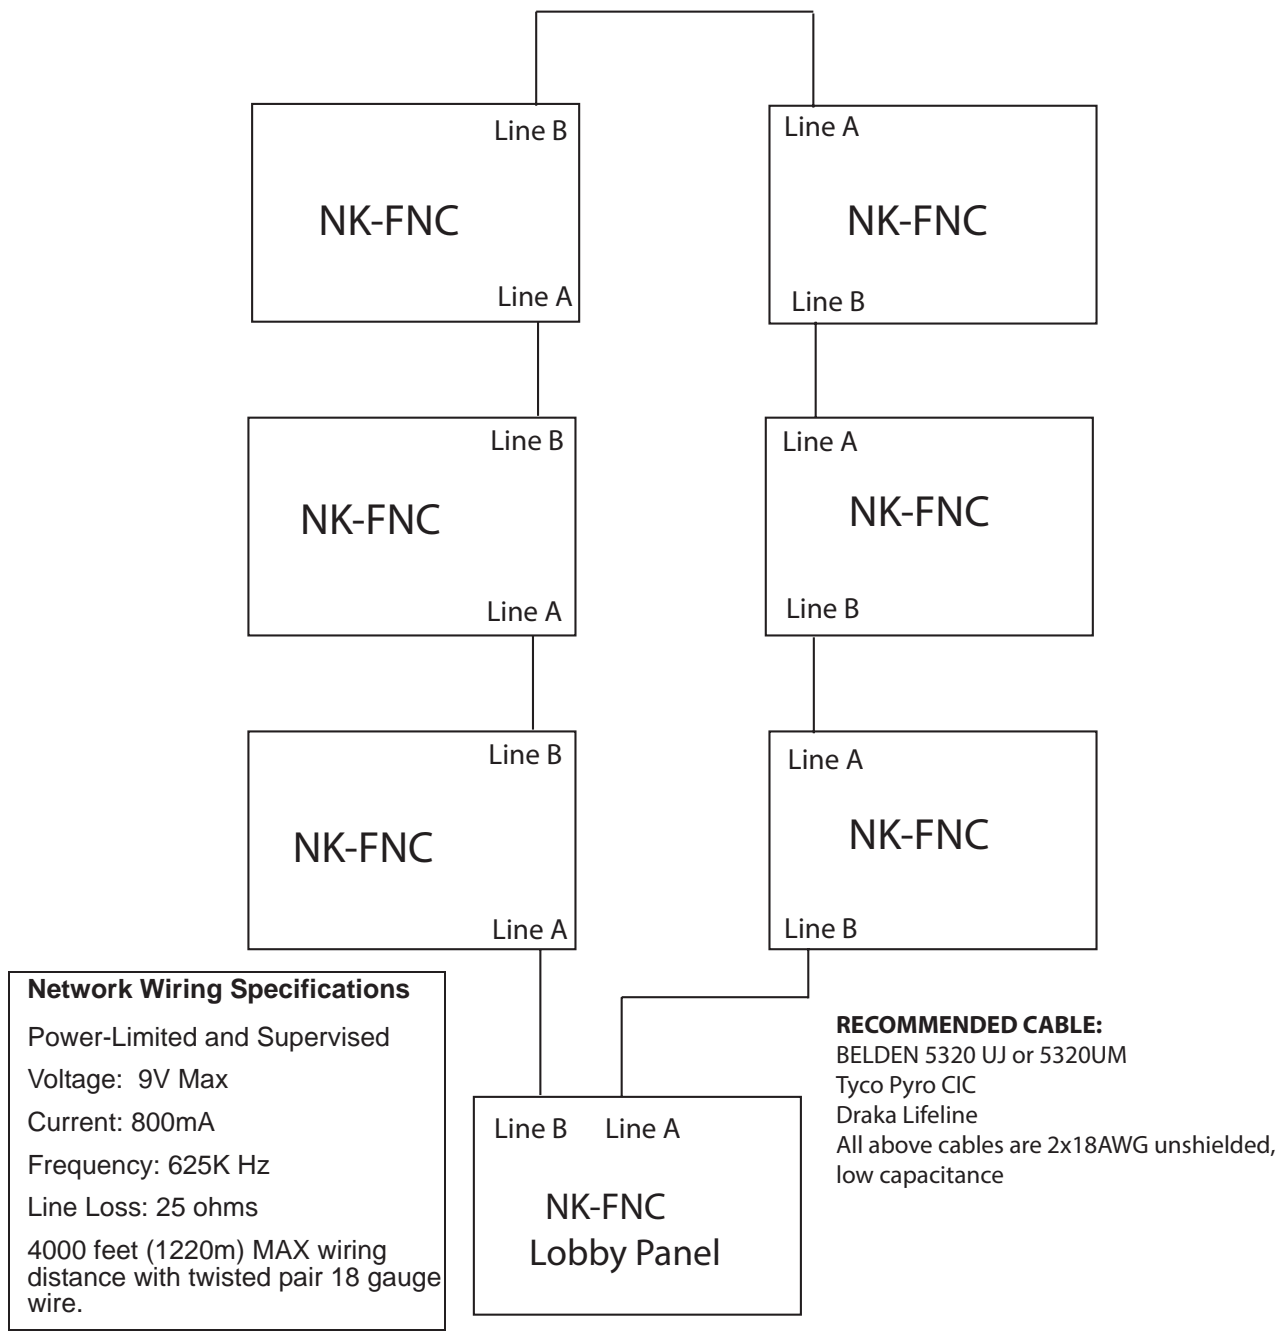 Line B
NK-FNC
Line A
Line A
NK-FNC
Line B
Line B
NK-FNC
Line A
Line A
NK-FNC
Line B
Line B
NK-FNC
Line A
Line A
NK-FNC
Line B
Network Wiring Specifications
Power-Limited and Supervised
Voltage:  9V Max
Current: 800mA
Frequency: 625K Hz
Line Loss: 25 ohms
4000 feet (1220m) MAX wiring
distance with twisted pair 18 gauge
wire.
Line B Line A
NK-FNC
Lobby Panel
RECOMMENDED CABLE:
BELDEN 5320 UJ or 5320UM
Tyco Pyro CIC
Draka Lifeline
All above cables are 2x18AWG unshielded,
low capacitance